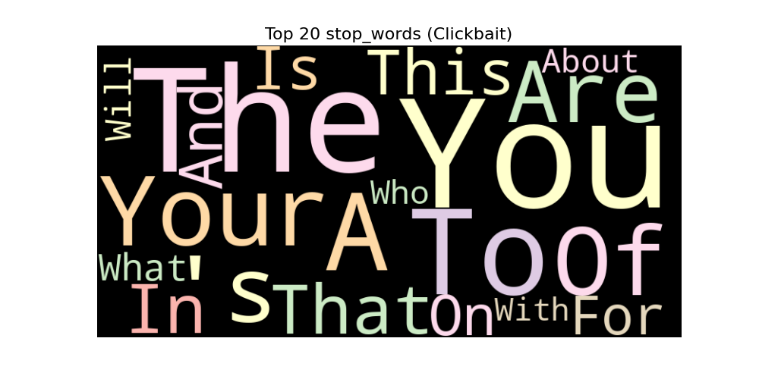 Top 20 stop_words (Clickbait)
Will
The
And
Is
This
About
Are
You
Your
A
Who
To
Of
What
's
In
That
On
With
For